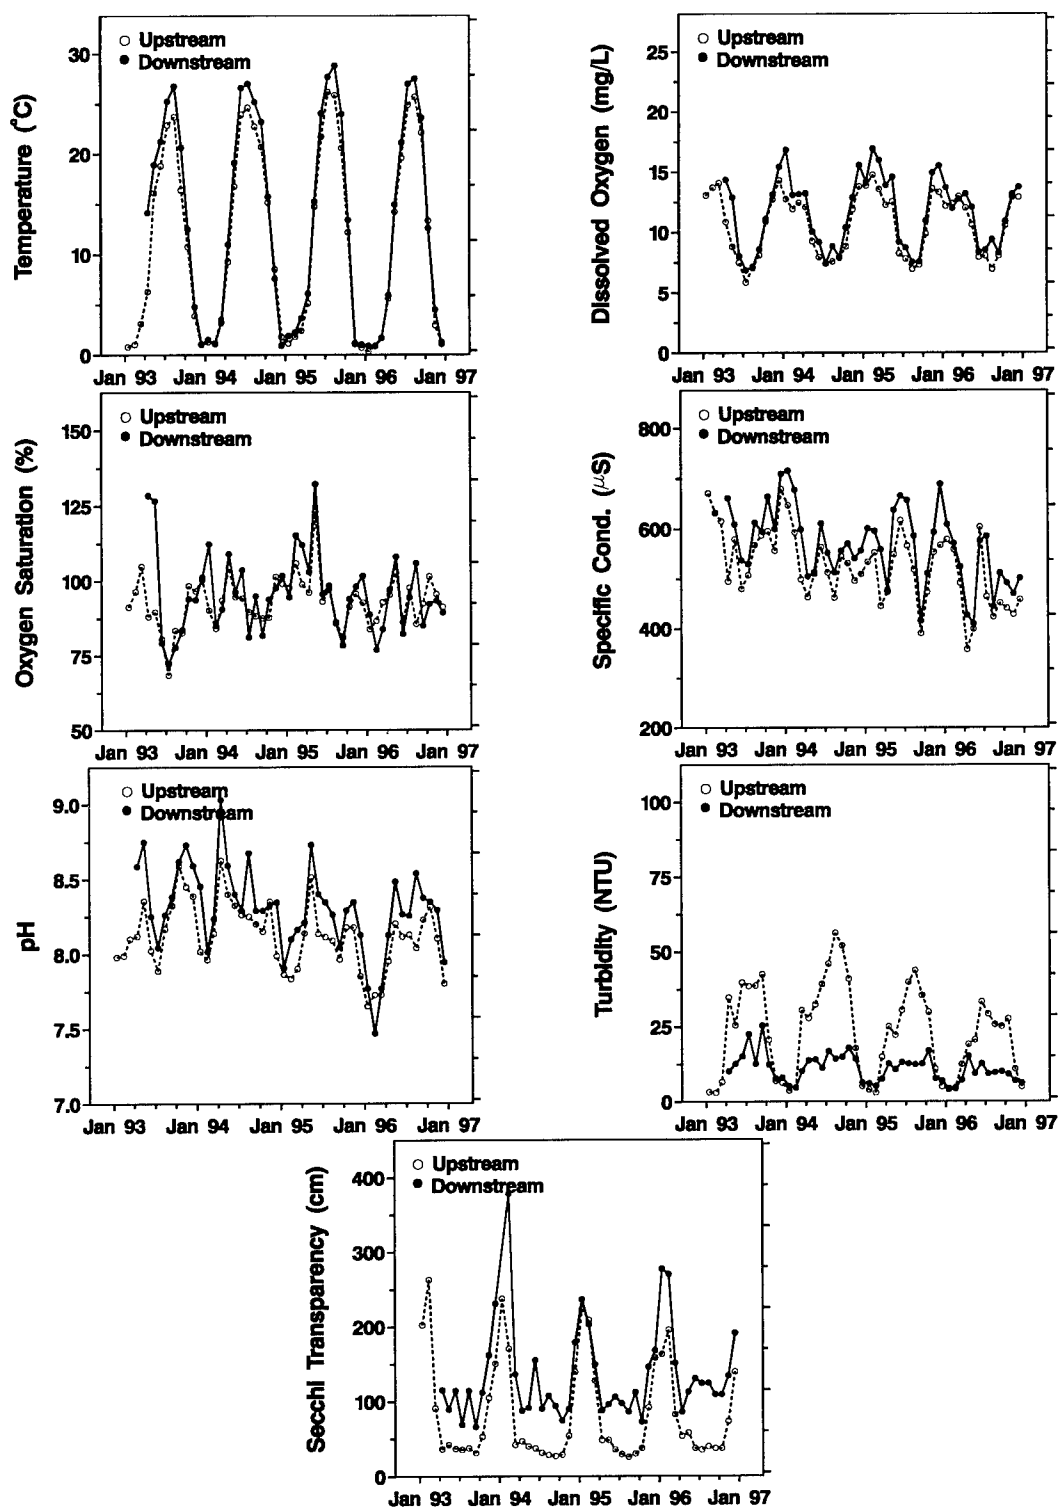 Temperature (°C)
Upstream
Downstream
30
20
10
0
Jan 93 Jan 94 Jan 95 Jan 96 Jan 97
Dissolved Oxygen (mg/L)
Upstream
Downstream
25
20
15
10
5
0
Jan 93 Jan 94 Jan 95 Jan 96 Jan 97
Oxygen Saturation (%)
Upstream
Downstream
150
125
100
75
50
Jan 93 Jan 94 Jan 95 Jan 96 Jan 97
Specific Cond. (μS)
Upstream
Downstream
800
600
400
200
Jan 93 Jan 94 Jan 95 Jan 96 Jan 97
pH
Upstream
Downstream
9.0
8.5
8.0
7.5
7.0
Jan 93 Jan 94 Jan 95 Jan 96 Jan 97
Turbidity (NTU)
Upstream
Downstream
100
75
50
25
0
Jan 93 Jan 94 Jan 95 Jan 96 Jan 97
Secchi Transparency (cm)
Upstream
Downstream
400
300
200
100
0
Jan 93 Jan 94 Jan 95 Jan 96 Jan 97